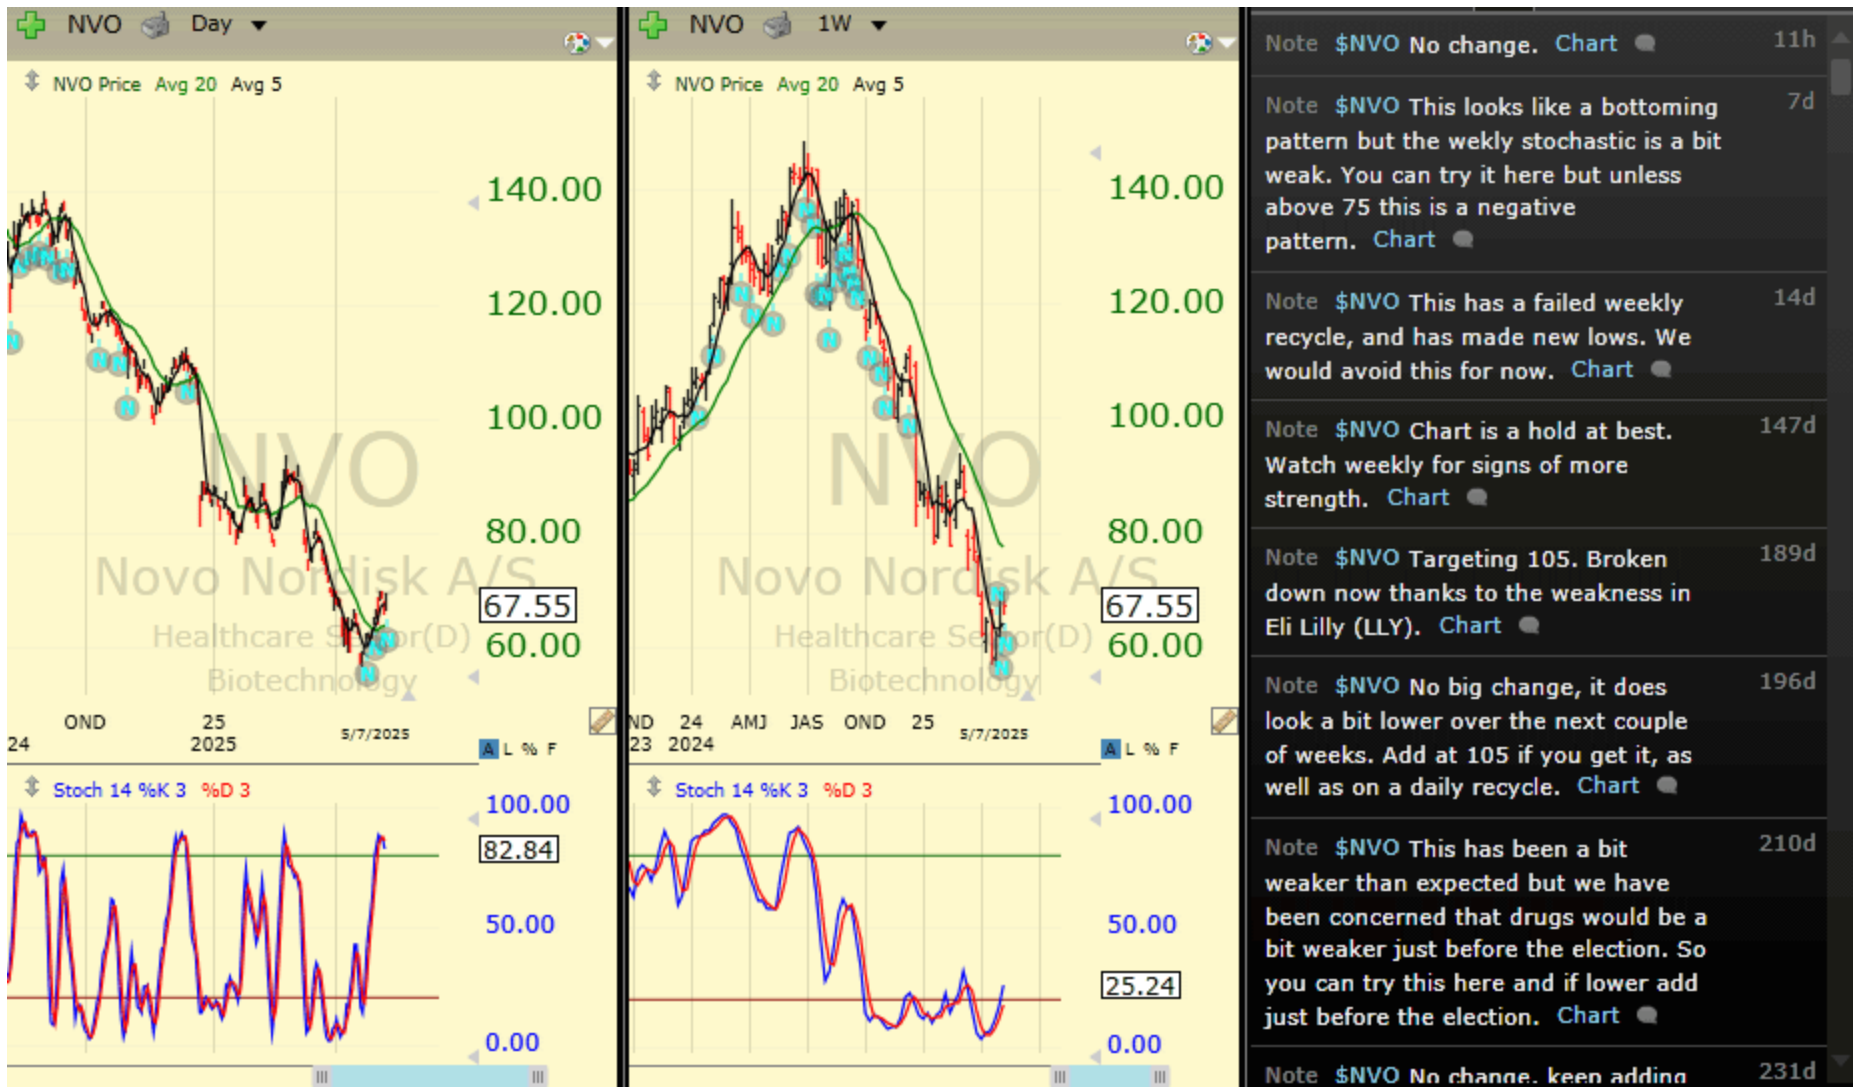 NVO Day
NVO Price Avg 20 Avg 5
140.00
120.00
100.00
80.00
67.55
60.00
NVO
Novo Nordisk A/S
Healthcare Sector(D)
Biotechnology
OND 25 5/7/2025
24 2025
A L % F
Stoch 14 %K 3 %D 3
100.00
82.84
50.00
0.00
NVO 1W
NVO Price Avg 20 Avg 5
140.00
120.00
100.00
80.00
67.55
60.00
NVO
Novo Nordisk A/S
Healthcare Sector(D)
Biotechnology
ND 24 AMJ JAS OND 25 5/7/2025
23 2024
A L % F
Stoch 14 %K 3 %D 3
100.00
50.00
25.24
0.00
Note $NVO No change. Chart 11h
Note $NVO This looks like a bottoming 7d
pattern but the wekly stochastic is a bit
weak. You can try it here but unless
above 75 this is a negative
pattern. Chart
Note $NVO This has a failed weekly 14d
recycle, and has made new lows. We
would avoid this for now. Chart
Note $NVO Chart is a hold at best. 147d
Watch weekly for signs of more
strength. Chart
Note $NVO Targeting 105. Broken 189d
down now thanks to the weakness in
Eli Lilly (LLY). Chart
Note $NVO No big change, it does 196d
look a bit lower over the next couple
of weeks. Add at 105 if you get it, as
well as on a daily recycle. Chart
Note $NVO This has been a bit 210d
weaker than expected but we have
been concerned that drugs would be a
bit weaker just before the election. So
you can try this here and if lower add
just before the election. Chart
Note $NVO No change, keep adding 231d